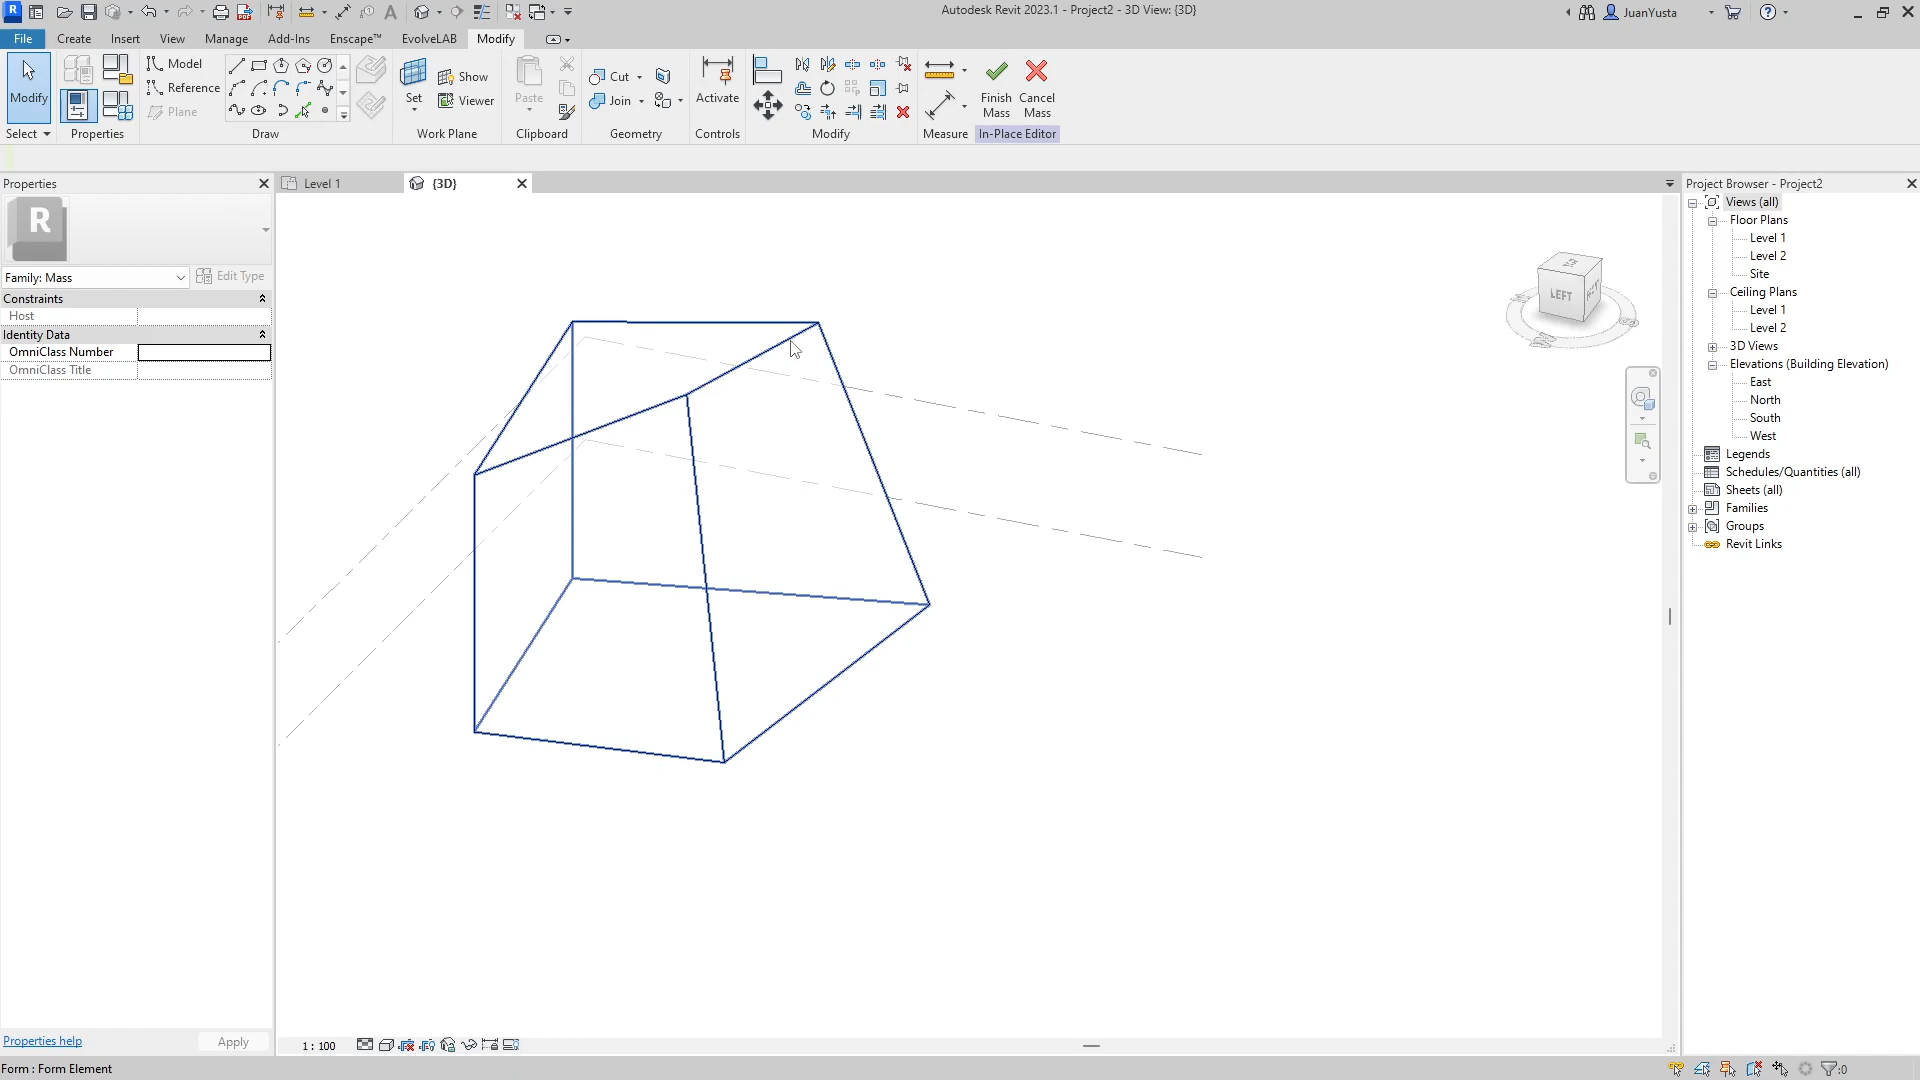 Autodesk Revit 2023.1 - Project2 - 3D View: {3D}
JuanYusta
File
Create
Insert
View
Manage
Add-Ins
Enscape™
EvolveLAB
Modify
Modify
Select
Properties
Model
Reference
Plane
Draw
Set
Show
Viewer
Work Plane
Paste
Clipboard
Cut
Join
Geometry
Activate
Controls
Modify
Measure
Finish
Mass
Cancel
Mass
In-Place Editor
Properties
R
Family: Mass
Edit Type
Constraints
Host
Identity Data
OmniClass Number
OmniClass Title
Properties help
Apply
Level 1
{3D}
LEFT
1 : 100
Project Browser - Project2
Views (all)
Floor Plans
Level 1
Level 2
Site
Ceiling Plans
Level 1
Level 2
3D Views
Elevations (Building Elevation)
East
North
South
West
Legends
Schedules/Quantities (all)
Sheets (all)
Families
Groups
Revit Links
Form : Form Element
:0